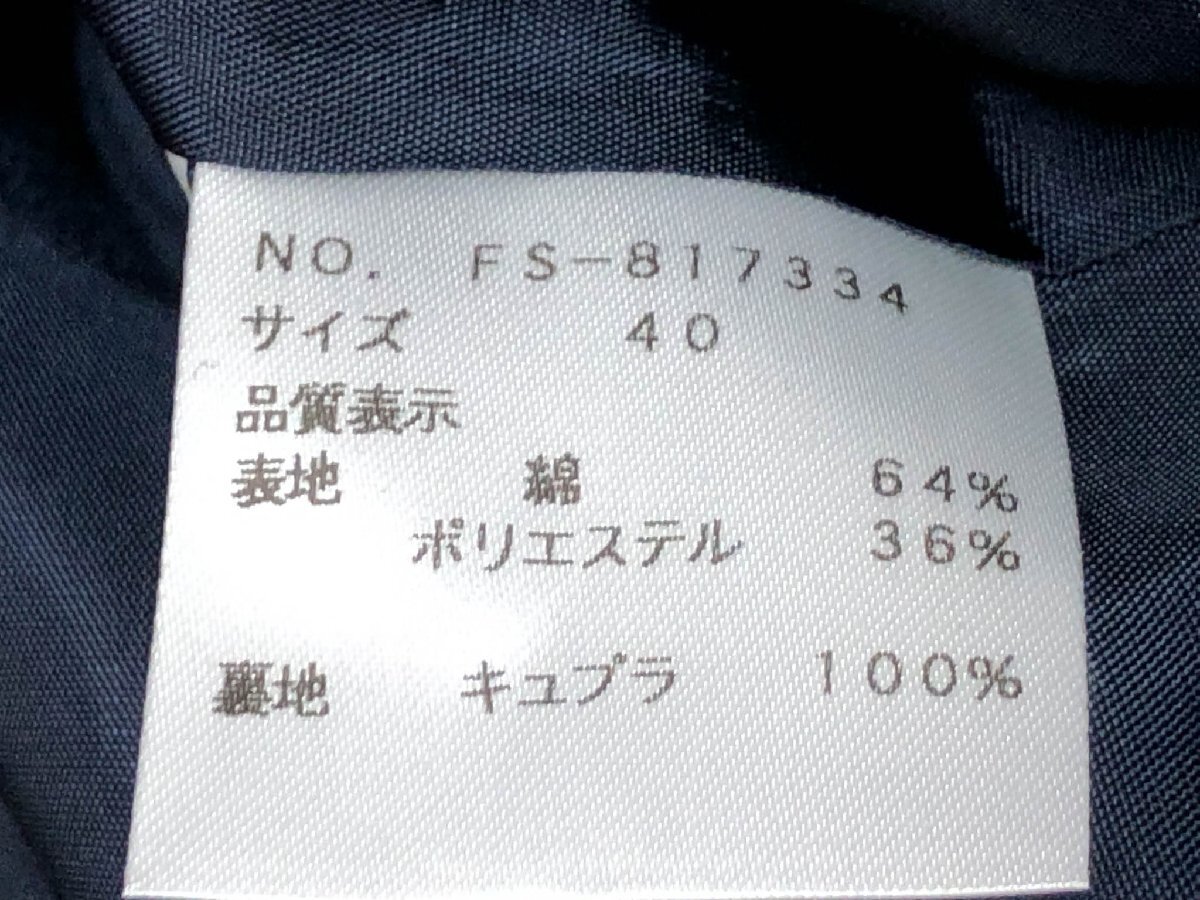 NO. FS-817334
サイズ 40
品質表示
表地 綿 64%
ポリエステル 36%
裏地 キュプラ 100%